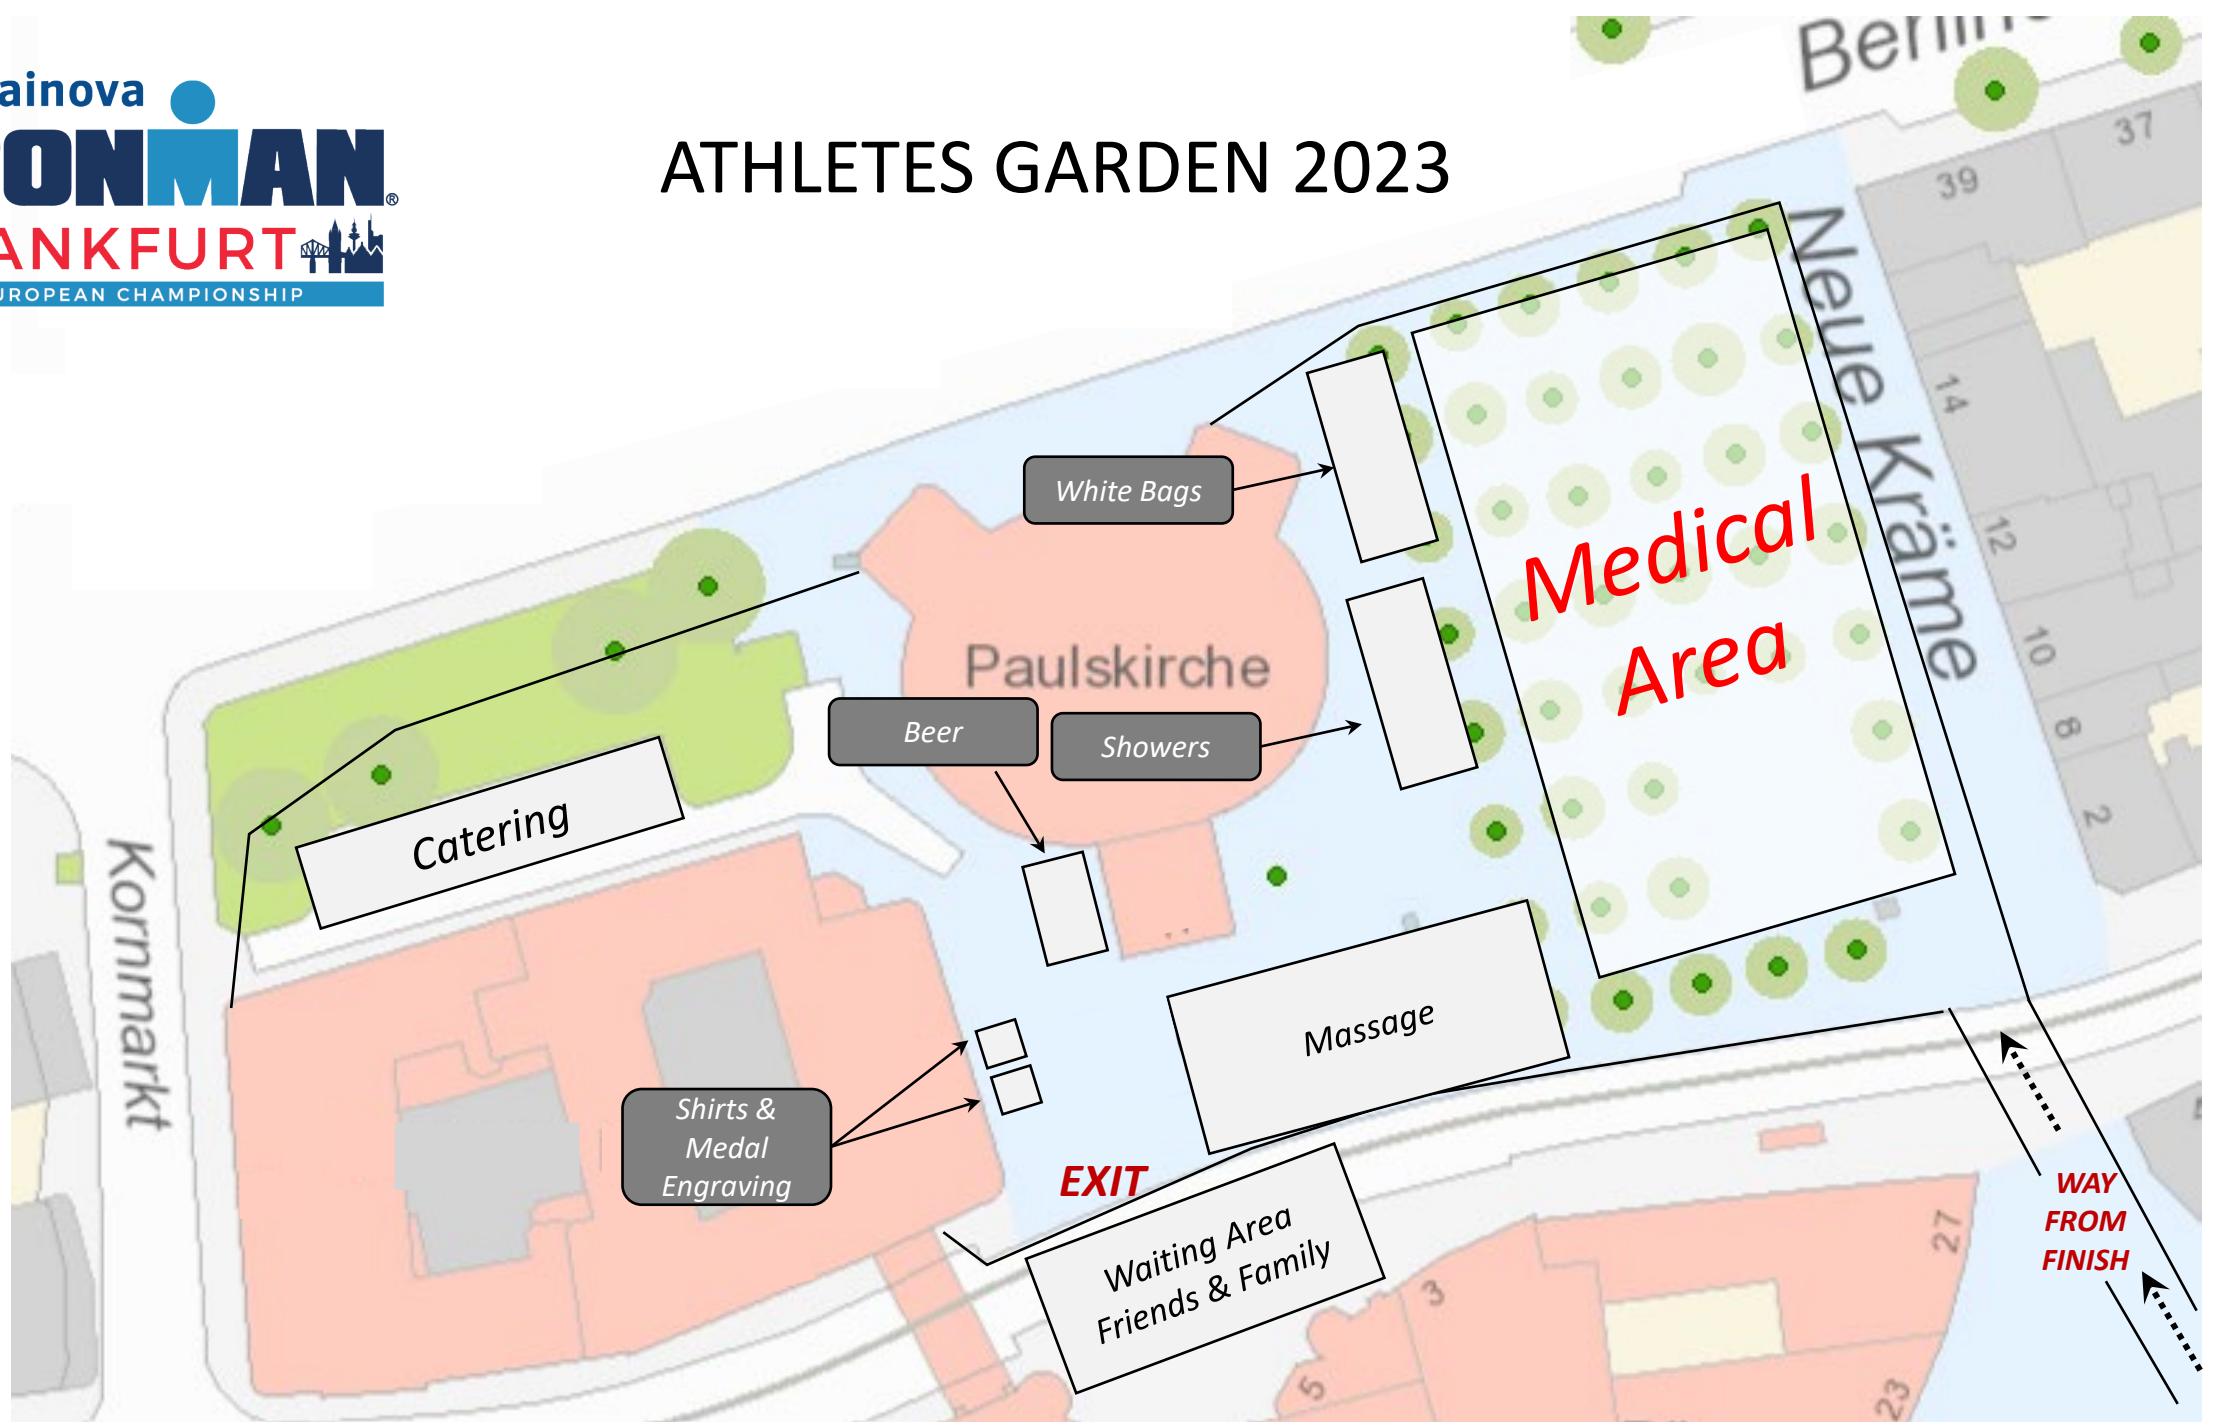 ainova
ONMAN®
ANKFURT
UROPEAN CHAMPIONSHIP
ATHLETES GARDEN 2023
37
39
Neue Kräme
14
12
10
8
2
White Bags
Medical
Area
Paulskirche
Beer
Showers
Catering
Kornmarkt
Massage
Shirts &
Medal
Engraving
EXIT
Waiting Area
Friends & Family
WAY
FROM
FINISH
27
3
5
23